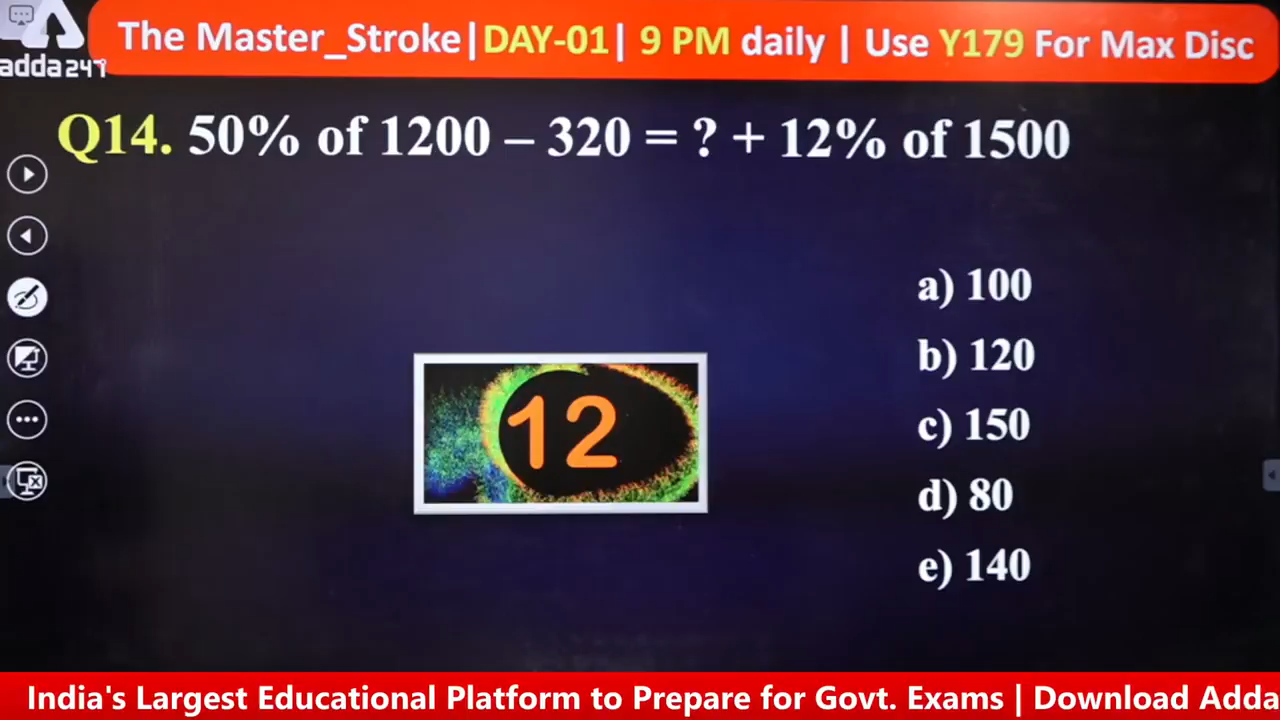 The Master_Stroke|DAY-01| 9 PM daily | Use Y179 For Max Disc
adda247
Q14. 50% of 1200 – 320 = ? + 12% of 1500
a) 100
b) 120
12
c) 150
d) 80
e) 140
India's Largest Educational Platform to Prepare for Govt. Exams | Download Adda